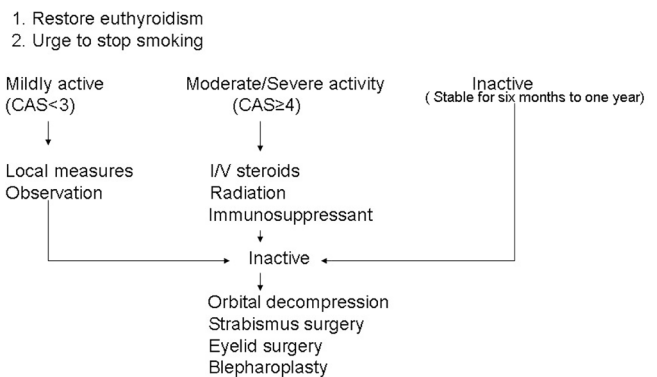 1. Restore euthyroidism
2. Urge to stop smoking
Mildly active
(CAS<3)
Moderate/Severe activity
(CAS≥4)
Inactive
( Stable for six months to one year)
Local measures
Observation
I/V steroids
Radiation
Immunosuppressant
Inactive
Orbital decompression
Strabismus surgery
Eyelid surgery
Blepharoplasty